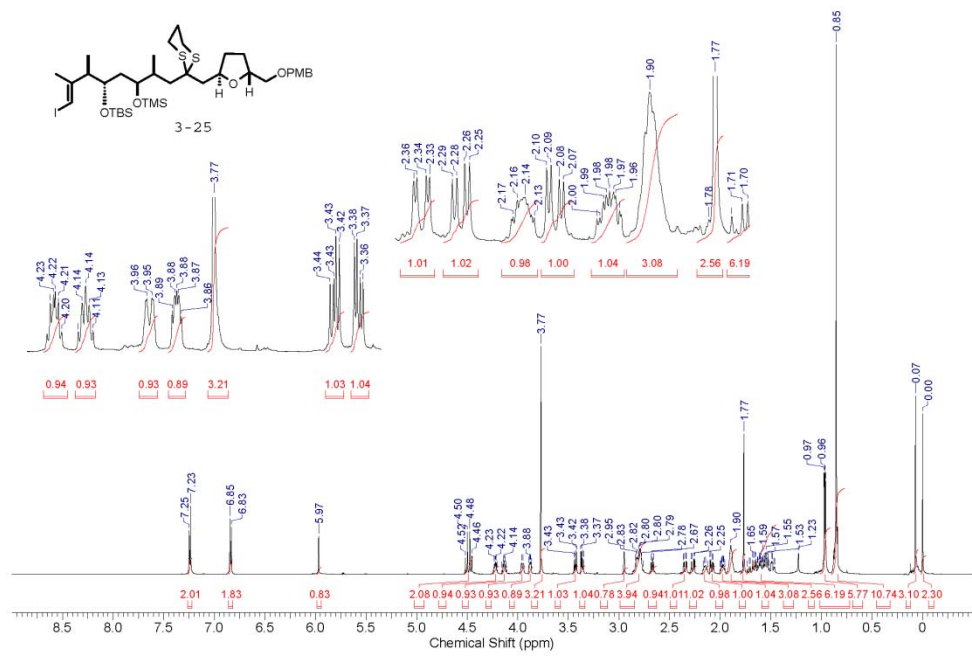 S S
O
H H
OPMB
I
OTBS
OTMS
3-25
0.85
1.90
1.77
2.36 2.34 2.33 2.29 2.28 2.26 2.25 2.17 2.16 2.14 2.13 2.10 2.09 2.08 2.07 2.00 1.99 1.98 1.98 1.97 1.96 1.78 1.71 1.70
1.01 1.02 0.98 1.00 1.04 3.08 2.56 6.19
3.77
4.23 4.22 4.21 4.20 4.14 4.14 4.13 4.11 3.96 3.95 3.89 3.88 3.88 3.87 3.86 3.44 3.43 3.43 3.42 3.38 3.37 3.36
0.94 0.93 0.93 0.89 3.21 1.03 1.04
3.77
1.77
0.07
0.00
0.97 0.96
7.25 7.23 6.85 6.83 5.97
4.52 4.50 4.48 4.46 4.23 4.22 4.14 3.88 3.43 3.43 3.42 3.38 3.37 2.95 2.83 2.82 2.80 2.80 2.79 2.78 2.67 2.26 2.25 1.90 1.65 1.59 1.57 1.55 1.53 1.23
2.01 1.83 0.83 2.08 0.94 0.93 0.93 0.89 3.21 1.03 1.04 0.78 3.94 0.94 1.01 1.02 0.98 1.00 1.04 3.08 2.56 6.19 5.77 10.74 3.10 2.30
8.5 8.0 7.5 7.0 6.5 6.0 5.5 5.0 4.5 4.0 3.5 3.0 2.5 2.0 1.5 1.0 0.5 0
Chemical Shift (ppm)